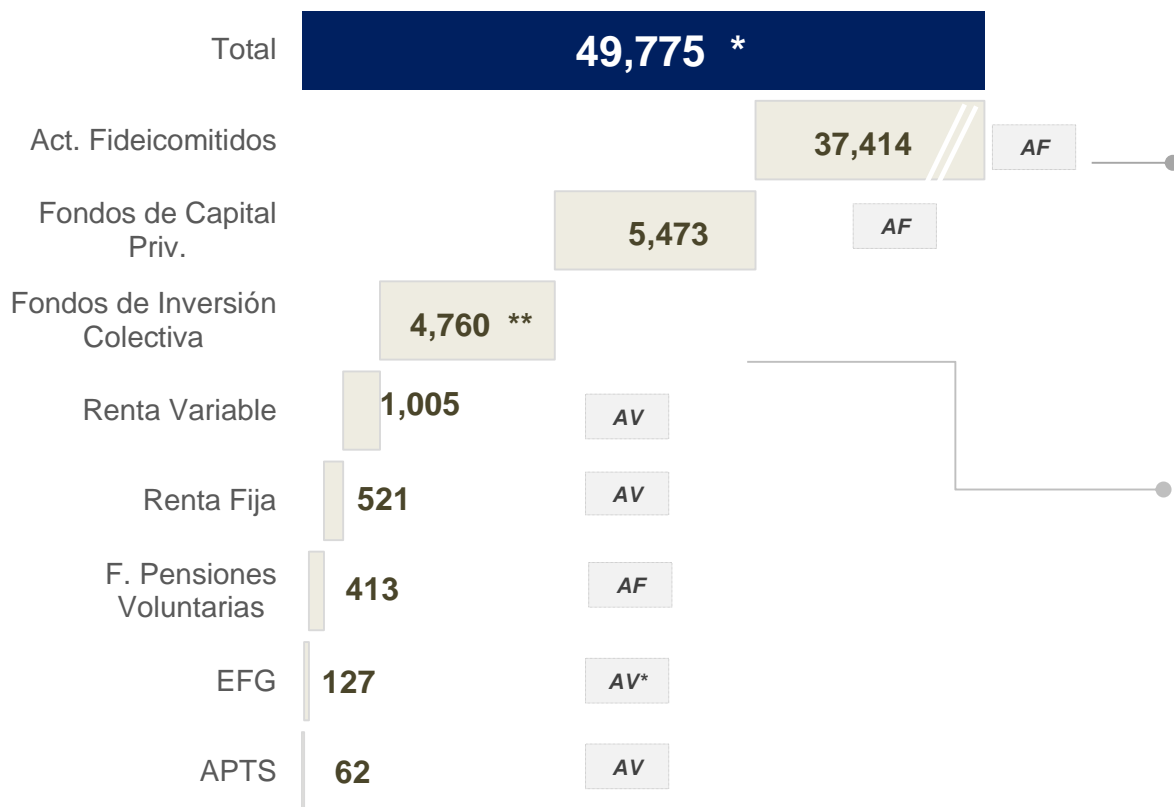 Total
49,775 *
Act. Fideicomitidos
37,414
AF
Fondos de Capital
Priv.
5,473
AF
Fondos de Inversión
Colectiva
4,760 **
Renta Variable
1,005
AV
Renta Fija
521
AV
F. Pensiones
Voluntarias
413
AF
EFG
127
AV*
APTS
62
AV